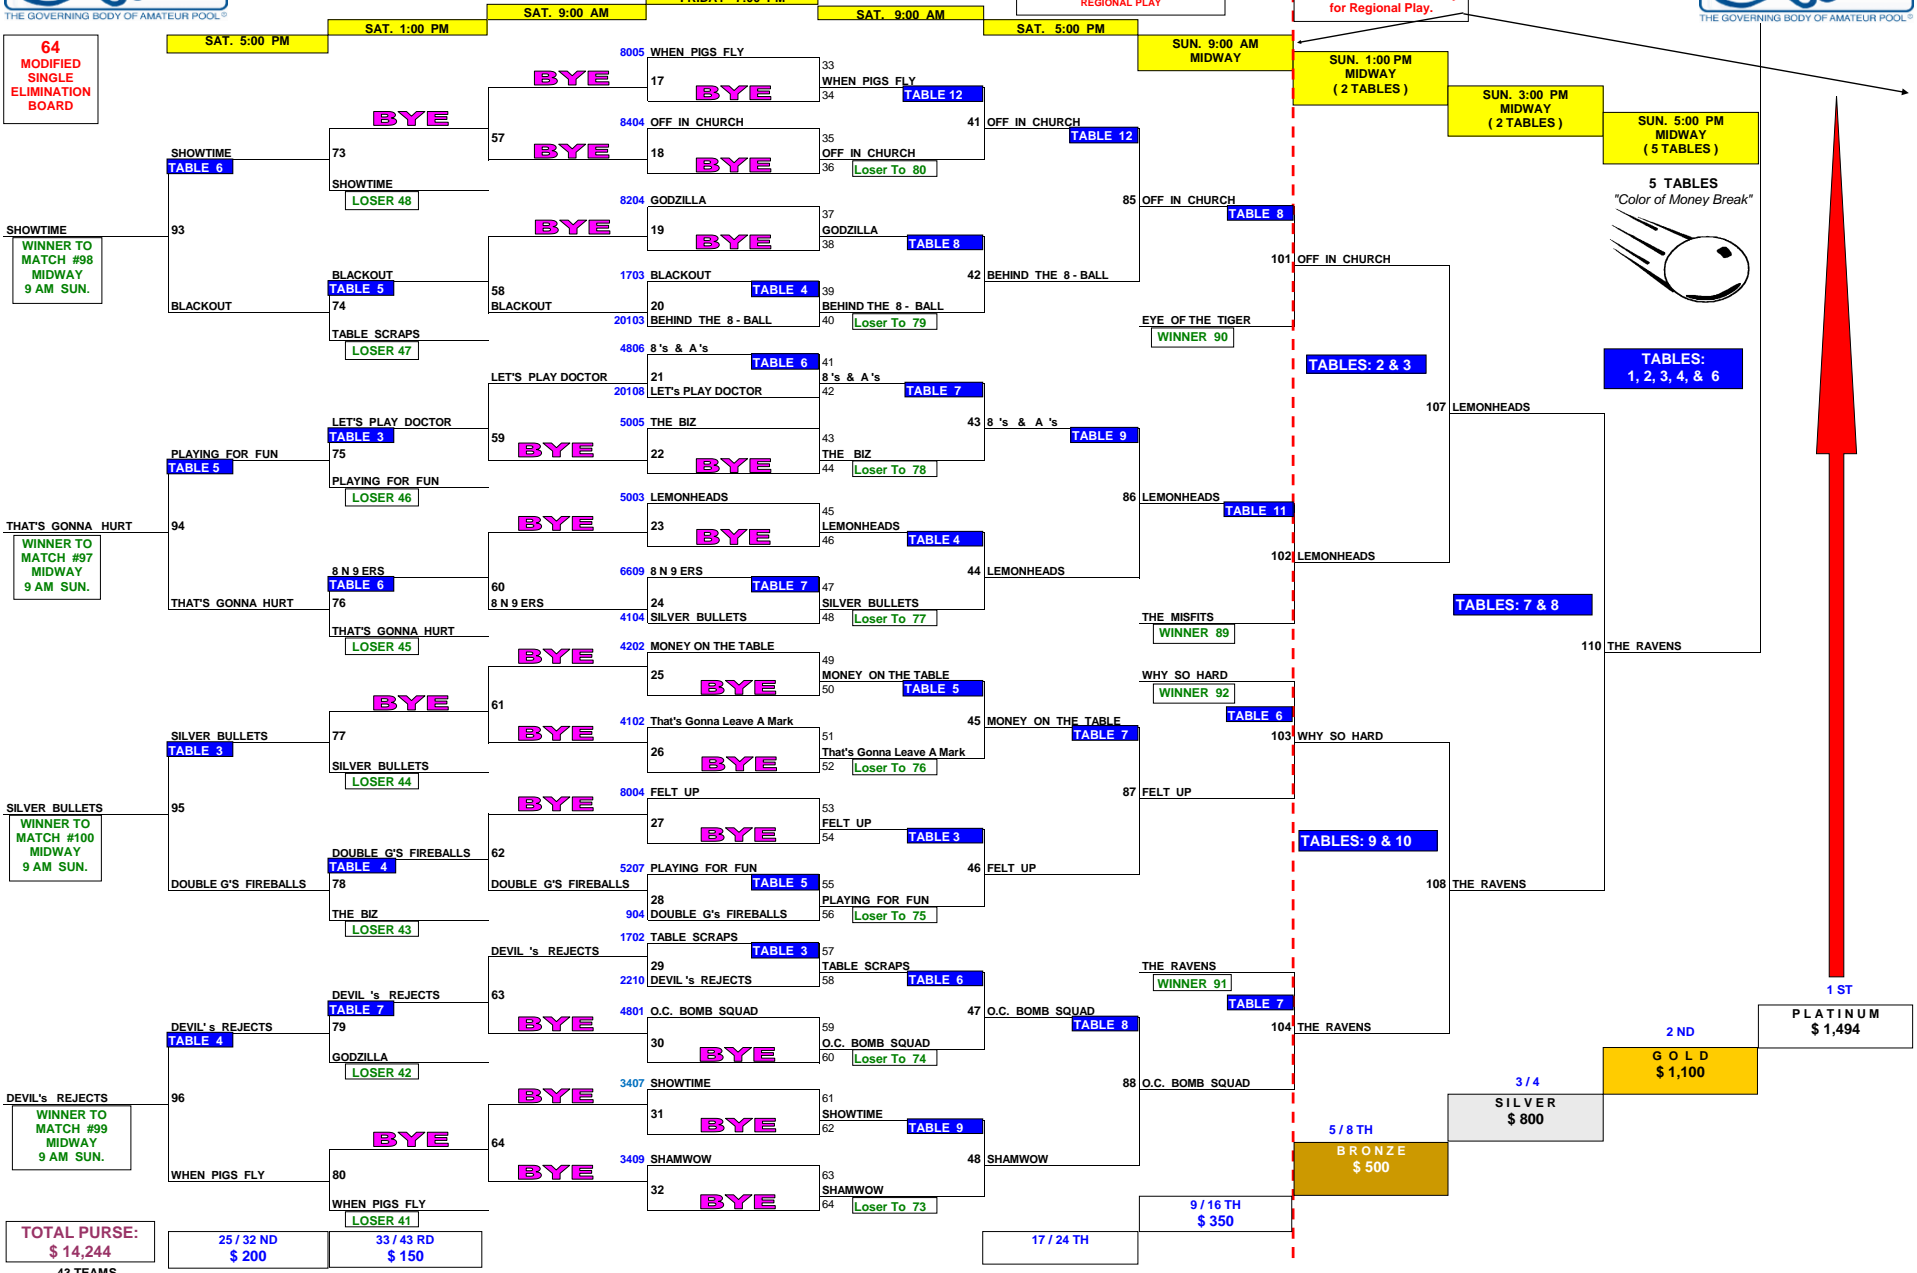 THE GOVERNING BODY OF AMATEUR POOL®
SAT. 5:00 PM
SAT. 1:00 PM
SAT. 9:00 AM
SAT. 9:00 AM
SAT. 5:00 PM
REGIONAL PLAY
for Regional Play.
THE GOVERNING BODY OF AMATEUR POOL®
SUN. 9:00 AM
MIDWAY
SUN. 1:00 PM
MIDWAY
( 2 TABLES )
SUN. 3:00 PM
MIDWAY
( 2 TABLES )
SUN. 5:00 PM
MIDWAY
( 5 TABLES )
64
MODIFIED
SINGLE
ELIMINATION
BOARD
5 TABLES
"Color of Money Break"
TABLES:
1, 2, 3, 4, & 6
SHOWTIME
WINNER TO
MATCH #98
MIDWAY
9 AM SUN.
THAT'S GONNA HURT
WINNER TO
MATCH #97
MIDWAY
9 AM SUN.
SILVER BULLETS
WINNER TO
MATCH #100
MIDWAY
9 AM SUN.
DEVIL's REJECTS
WINNER TO
MATCH #99
MIDWAY
9 AM SUN.
SHOWTIME
TABLE 6
93
BLACKOUT
PLAYING FOR FUN
TABLE 5
94
THAT'S GONNA HURT
SILVER BULLETS
TABLE 3
95
DOUBLE G'S FIREBALLS
DEVIL's REJECTS
TABLE 4
96
WHEN PIGS FLY
BYE
73
SHOWTIME
LOSER 48
BLACKOUT
TABLE 5
74
TABLE SCRAPS
LOSER 47
LET'S PLAY DOCTOR
TABLE 3
75
PLAYING FOR FUN
LOSER 46
8 N 9 ERS
TABLE 6
76
THAT'S GONNA HURT
LOSER 45
BYE
77
SILVER BULLETS
LOSER 44
DOUBLE G'S FIREBALLS
TABLE 4
78
THE BIZ
LOSER 43
DEVIL 's REJECTS
TABLE 7
79
GODZILLA
LOSER 42
BYE
80
WHEN PIGS FLY
LOSER 41
BYE
57
BYE
BYE
58
BLACKOUT
LET'S PLAY DOCTOR
59
BYE
BYE
60
8 N 9 ERS
BYE
61
BYE
BYE
62
DOUBLE G'S FIREBALLS
DEVIL 's REJECTS
63
BYE
BYE
64
BYE
8005 WHEN PIGS FLY
17
BYE
8404 OFF IN CHURCH
18
BYE
8204 GODZILLA
19
BYE
1703 BLACKOUT
TABLE 4
20
20103 BEHIND THE 8 - BALL
4806 8 's & A's
TABLE 6
21
20108 LET's PLAY DOCTOR
5005 THE BIZ
22
BYE
5003 LEMONHEADS
23
BYE
6609 8 N 9 ERS
TABLE 7
24
4104 SILVER BULLETS
4202 MONEY ON THE TABLE
25
BYE
4102 That's Gonna Leave A Mark
26
BYE
8004 FELT UP
27
BYE
5207 PLAYING FOR FUN
TABLE 5
28
904 DOUBLE G's FIREBALLS
1702 TABLE SCRAPS
TABLE 3
29
2210 DEVIL 's REJECTS
4801 O.C. BOMB SQUAD
30
BYE
3407 SHOWTIME
31
BYE
3409 SHAMWOW
32
BYE
33
WHEN PIGS FLY
34
TABLE 12
35
OFF IN CHURCH
36
Loser To 80
37
GODZILLA
38
TABLE 8
39
BEHIND THE 8 - BALL
40
Loser To 79
41
8 's & A 's
42
TABLE 7
43
THE BIZ
44
Loser To 78
45
LEMONHEADS
46
TABLE 4
47
SILVER BULLETS
48
Loser To 77
49
MONEY ON THE TABLE
50
TABLE 5
51
That's Gonna Leave A Mark
52
Loser To 76
53
FELT UP
54
TABLE 3
55
PLAYING FOR FUN
56
Loser To 75
57
TABLE SCRAPS
58
TABLE 6
59
O.C. BOMB SQUAD
60
Loser To 74
61
SHOWTIME
62
TABLE 9
63
SHAMWOW
64
Loser To 73
41 OFF IN CHURCH
TABLE 12
42 BEHIND THE 8 - BALL
43 8 's & A 's
TABLE 9
44 LEMONHEADS
45 MONEY ON THE TABLE
TABLE 7
46 FELT UP
47 O.C. BOMB SQUAD
TABLE 8
48 SHAMWOW
85 OFF IN CHURCH
TABLE 8
EYE OF THE TIGER
WINNER 90
86 LEMONHEADS
TABLE 11
THE MISFITS
WINNER 89
WHY SO HARD
WINNER 92
TABLE 6
87 FELT UP
THE RAVENS
WINNER 91
TABLE 7
88 O.C. BOMB SQUAD
101 OFF IN CHURCH
TABLES: 2 & 3
102 LEMONHEADS
103 WHY SO HARD
TABLES: 9 & 10
104 THE RAVENS
107 LEMONHEADS
TABLES: 7 & 8
108 THE RAVENS
110 THE RAVENS
1 ST
PLATINUM
$ 1,494
2 ND
GOLD
$ 1,100
3 / 4
SILVER
$ 800
5 / 8 TH
BRONZE
$ 500
9 / 16 TH
$ 350
17 / 24 TH
TOTAL PURSE:
$ 14,244
43 TEAMS
25 / 32 ND
$ 200
33 / 43 RD
$ 150